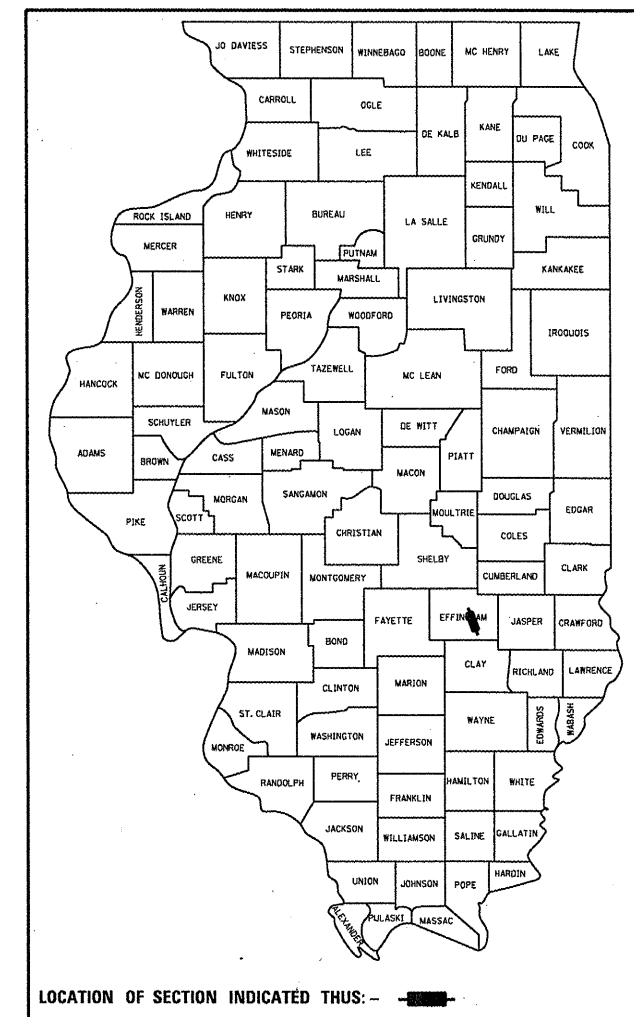 JO DAVIESS STEPHENSON WINNEBAGO BOONE MC HENRY LAKE
CARROLL OGLE DE KALB KANE DU PAGE COOK
WHITESIDE LEE
KENDALL WILL
ROCK ISLAND HENRY BUREAU LA SALLE
MERCER PUTNAM GRUNDY
STARK MARSHALL KANKAKEE
HENDERSON WARREN KNOX PEORIA WOODFORD LIVINGSTON IROQUOIS
HANCOCK MC DONOUGH FULTON TAZEWELL MC LEAN FORD
SCHUYLER MASON LOGAN DE WITT CHAMPAIGN VERMILION
ADAMS BROWN CASS MENARD PIATT
MACON
PIKE SCOTT MORGAN SANGAMON MOULTRIE DOUGLAS EDGAR
CHRISTIAN COLES
CALHOUN GREENE MACOUPIN MONTGOMERY SHELBY CUMBERLAND CLARK
JERSEY FAYETTE EFFINGHAM JASPER CRAWFORD
MADISON BOND
CLAY RICHLAND LAWRENCE
CLINTON MARION
ST. CLAIR WAYNE EDWARDS WABASH
MONROE WASHINGTON JEFFERSON
RANDOLPH PERRY HAMILTON WHITE
FRANKLIN
JACKSON WILLIAMSON SALINE GALLATIN
UNION JOHNSON POPE HARDIN
ALEXANDER PULASKI MASSAC
LOCATION OF SECTION INDICATED THUS: -